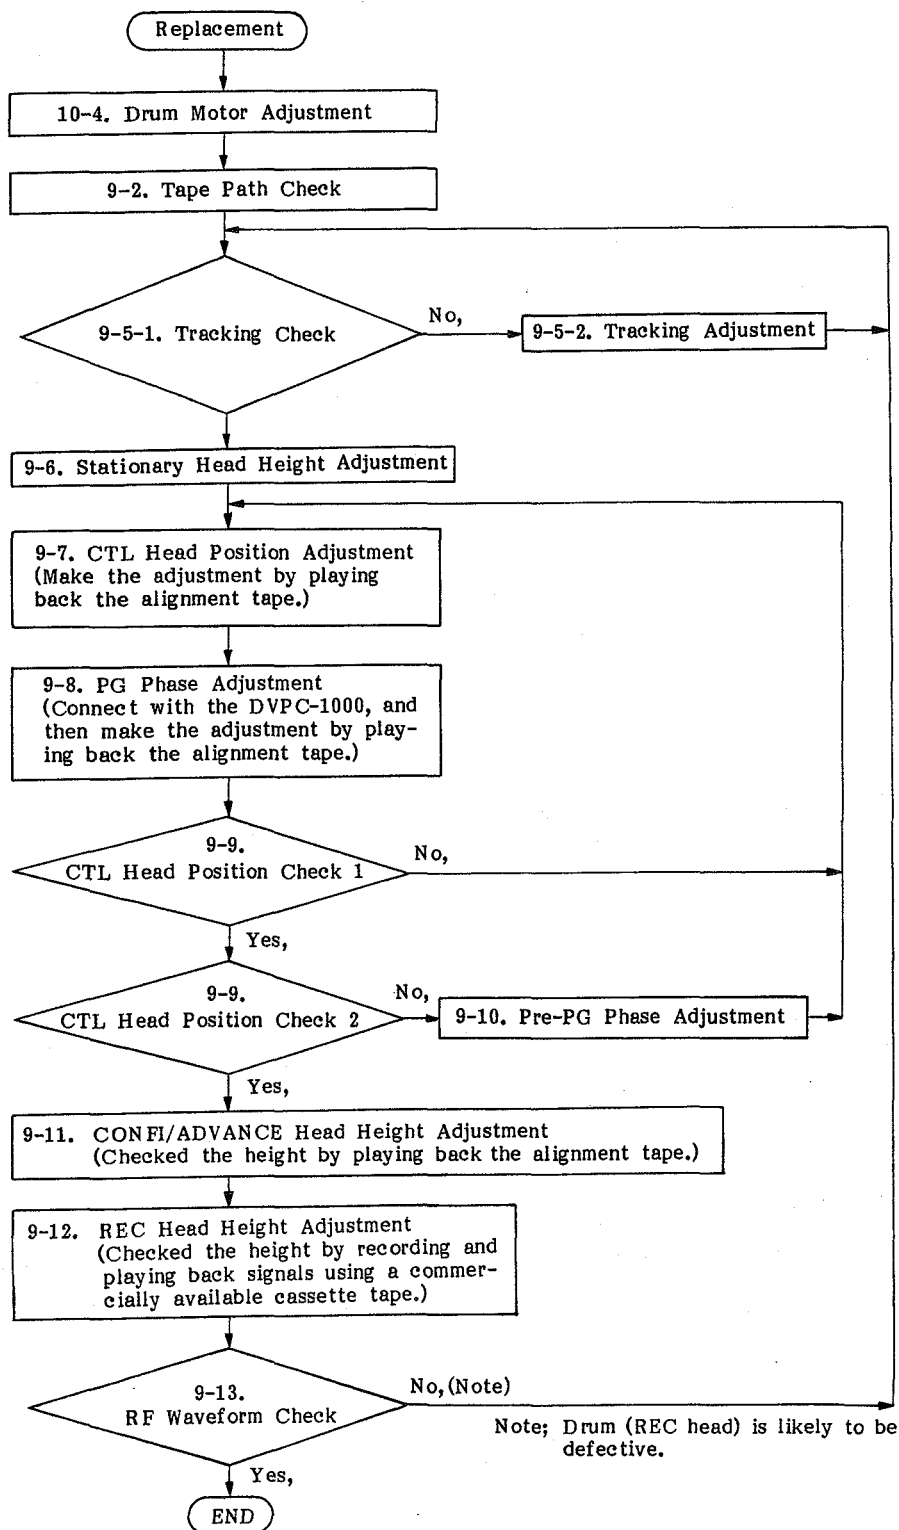 Replacement
10-4. Drum Motor Adjustment
9-2. Tape Path Check
9-5-1. Tracking Check
No,
9-5-2. Tracking Adjustment
9-6. Stationary Head Height Adjustment
9-7. CTL Head Position Adjustment
(Make the adjustment by playing
back the alignment tape.)
9-8. PG Phase Adjustment
(Connect with the DVPC-1000, and
then make the adjustment by play-
ing back the alignment tape.)
9-9.
CTL Head Position Check 1
No,
Yes,
9-9.
CTL Head Position Check 2
No,
9-10. Pre-PG Phase Adjustment
Yes,
9-11. CONFI/ADVANCE Head Height Adjustment
(Checked the height by playing back the alignment tape.)
9-12. REC Head Height Adjustment
(Checked the height by recording and
playing back signals using a commer-
cially available cassette tape.)
9-13.
RF Waveform Check
No,(Note)
Note; Drum (REC head) is likely to be
defective.
Yes,
END